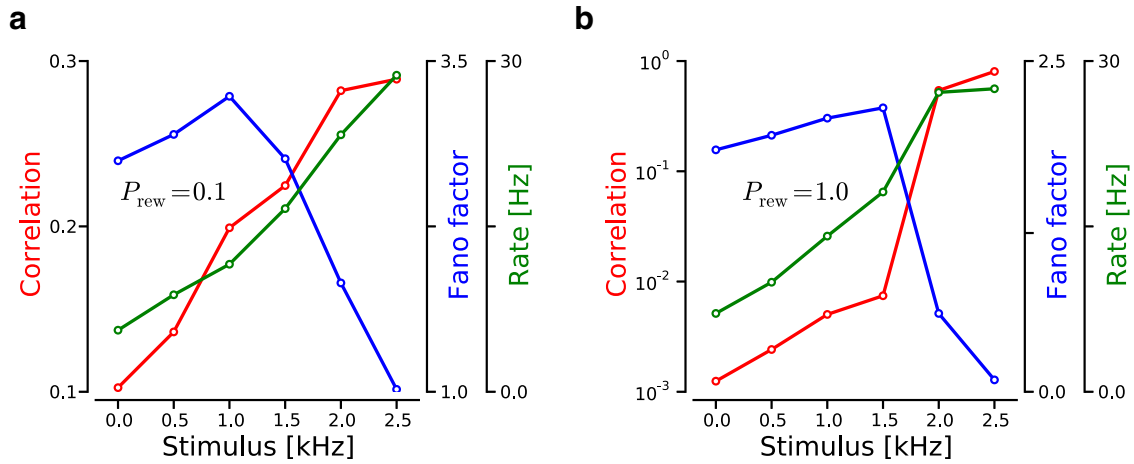 a
0.3
0.2
0.1
Correlation
P_rew=0.1
3.5
1.0
Fano factor
30
0.0
Rate [Hz]
0.0 0.5 1.0 1.5 2.0 2.5
Stimulus [kHz]
b
10^0
10^-1
10^-2
10^-3
Correlation
P_rew=1.0
2.5
0.0
Fano factor
30
0.0
Rate [Hz]
0.0 0.5 1.0 1.5 2.0 2.5
Stimulus [kHz]